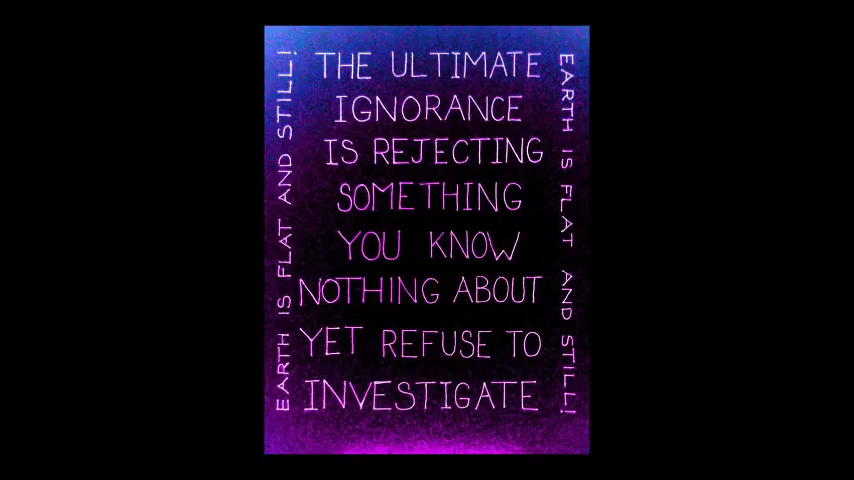 EARTH IS FLAT AND STILL!
THE ULTIMATE
IGNORANCE
IS REJECTING
SOMETHING
YOU KNOW
NOTHING ABOUT
YET REFUSE TO
INVESTIGATE
EARTH IS FLAT AND STILL!